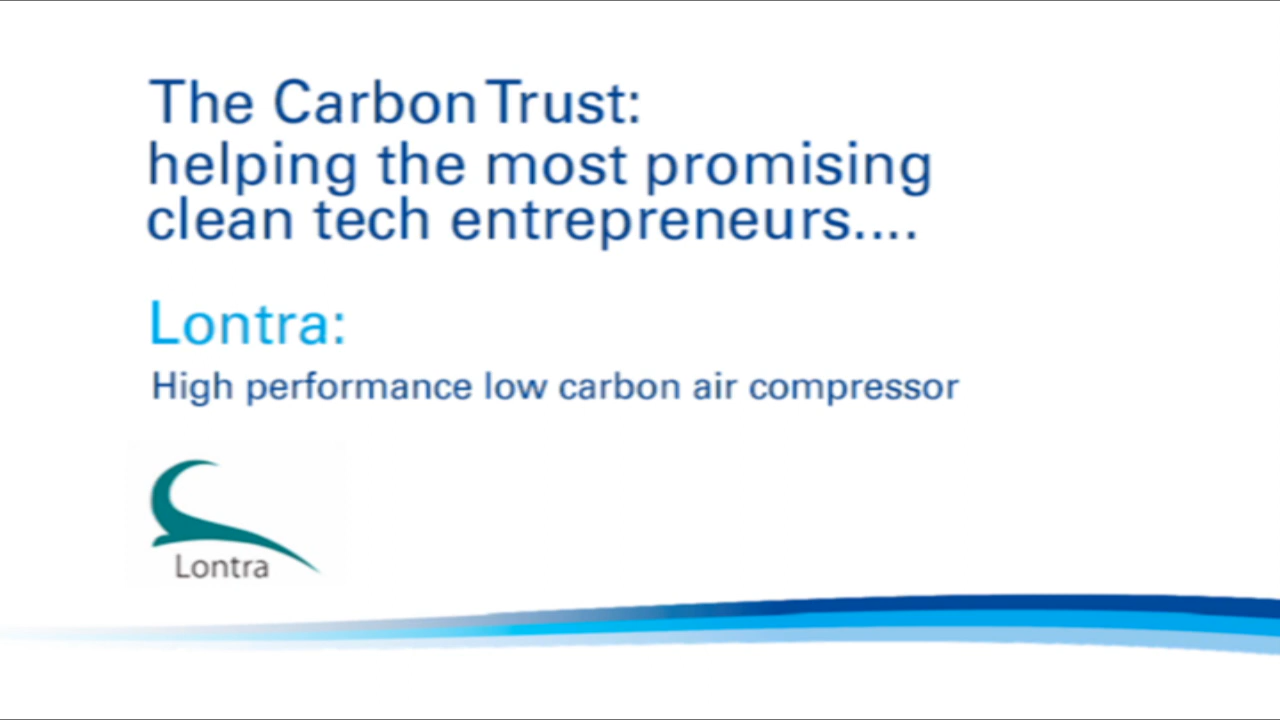 The Carbon Trust:
helping the most promising
clean tech entrepreneurs....
Lontra:
High performance low carbon air compressor
Lontra